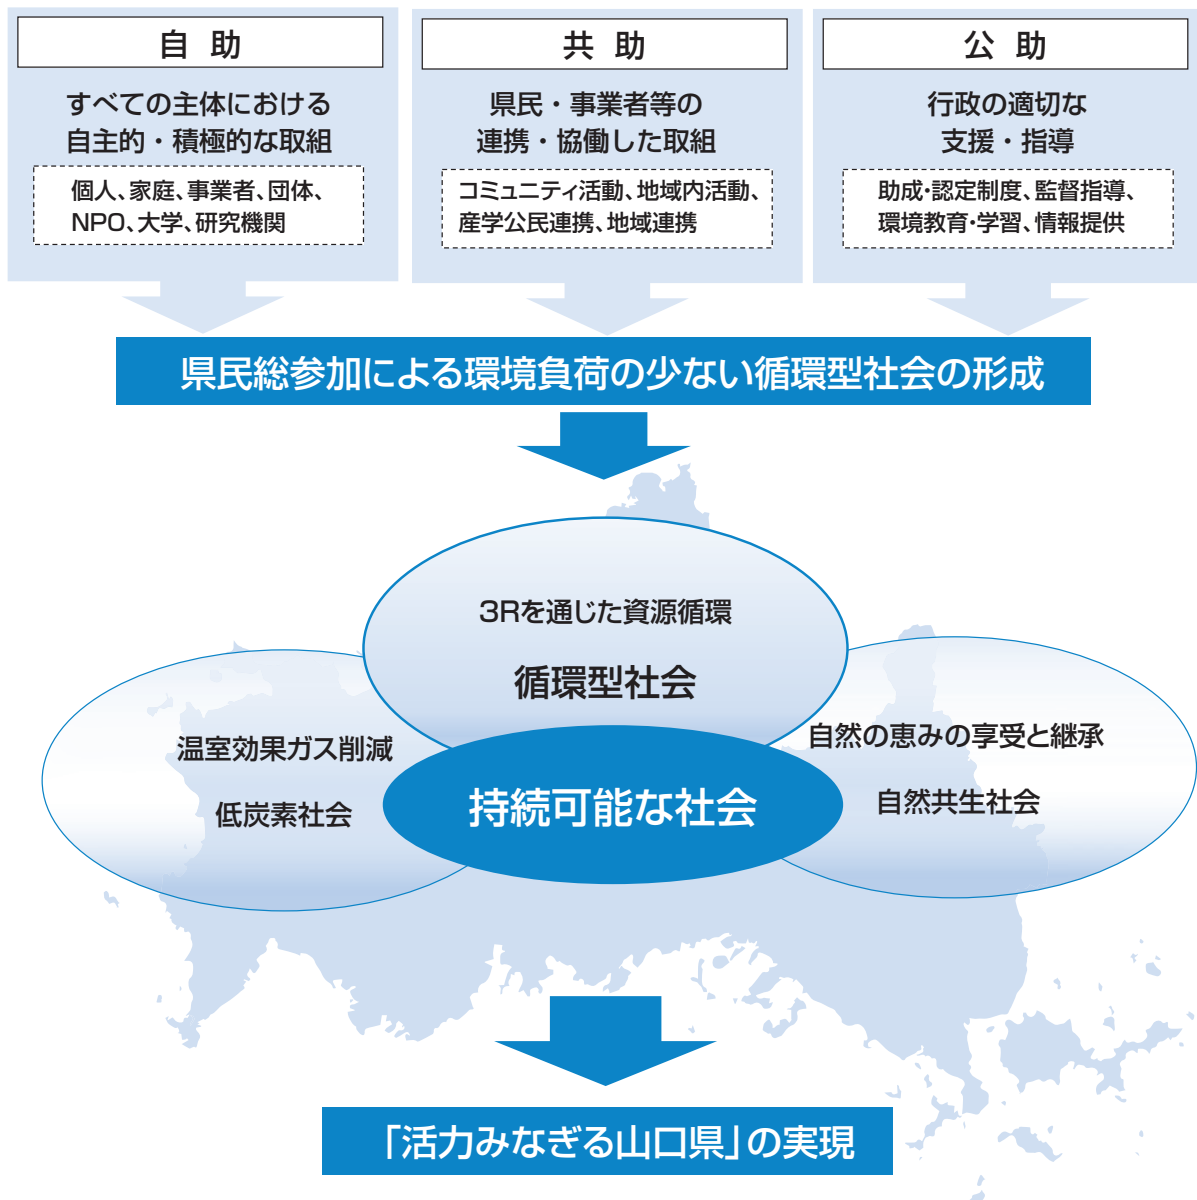 自助
すべての主体における
自主的・積極的な取組
個人、家庭、事業者、団体、
NPO、大学、研究機関
共助
県民・事業者等の
連携・協働した取組
コミュニティ活動、地域内活動、
産学公民連携、地域連携
公助
行政の適切な
支援・指導
助成・認定制度、監督指導、
環境教育・学習、情報提供
県民総参加による環境負荷の少ない循環型社会の形成
3Rを通じた資源循環
循環型社会
温室効果ガス削減
低炭素社会
自然の恵みの享受と継承
自然共生社会
持続可能な社会
「活力みなぎる山口県」の実現